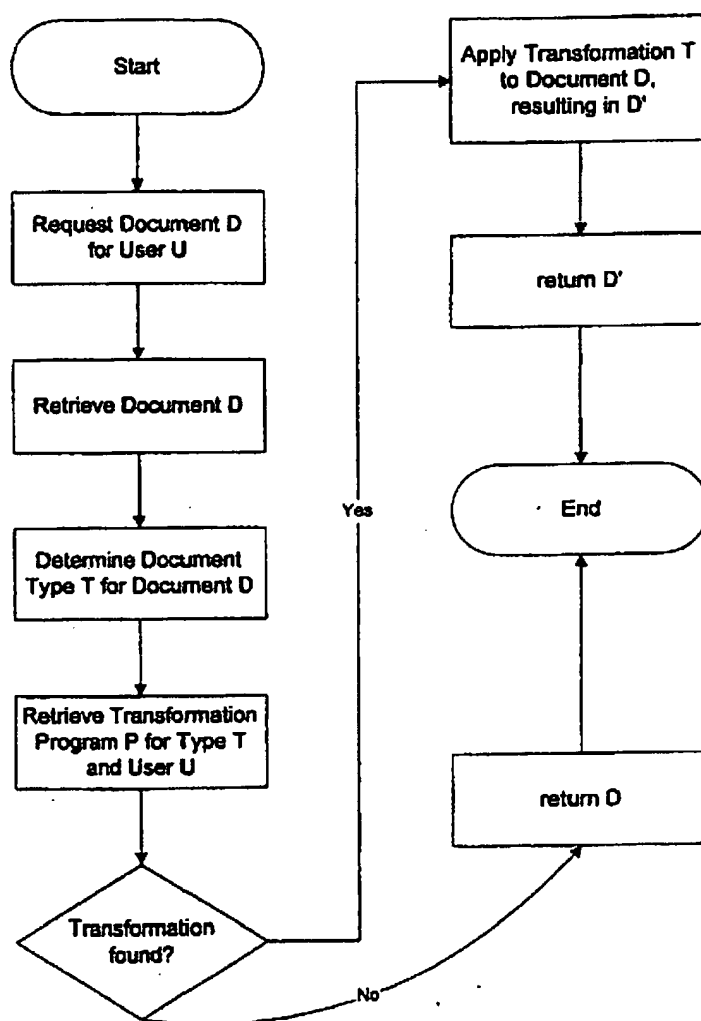 Start
Request Document D
for User U
Retrieve Document D
Determine Document
Type T for Document D
Retrieve Transformation
Program P for Type T
and User U
Transformation
found?
Yes
No
Apply Transformation T
to Document D,
resulting in D'
return D'
End
return D